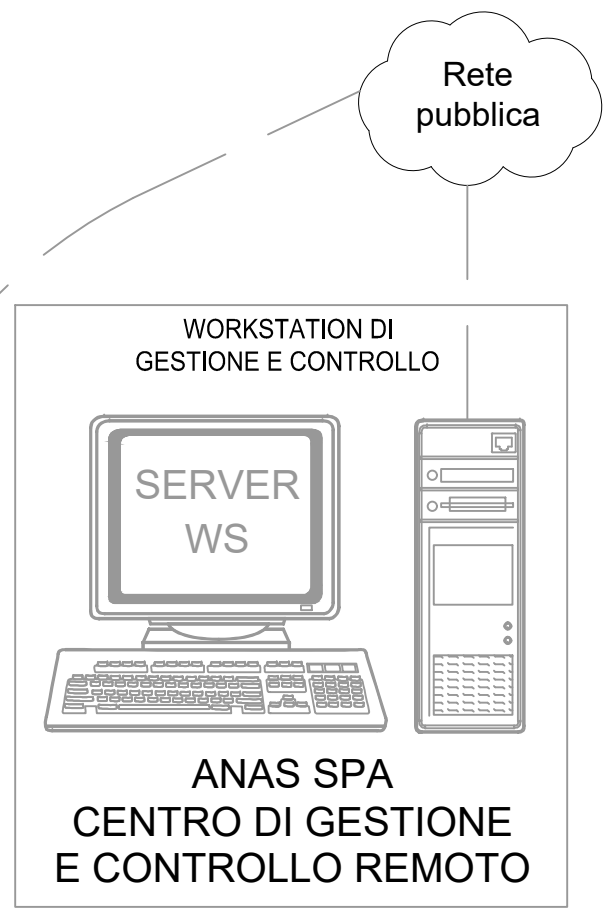 Rete
pubblica
WORKSTATION DI
GESTIONE E CONTROLLO
SERVER
WS
ANAS SPA
CENTRO DI GESTIONE
E CONTROLLO REMOTO